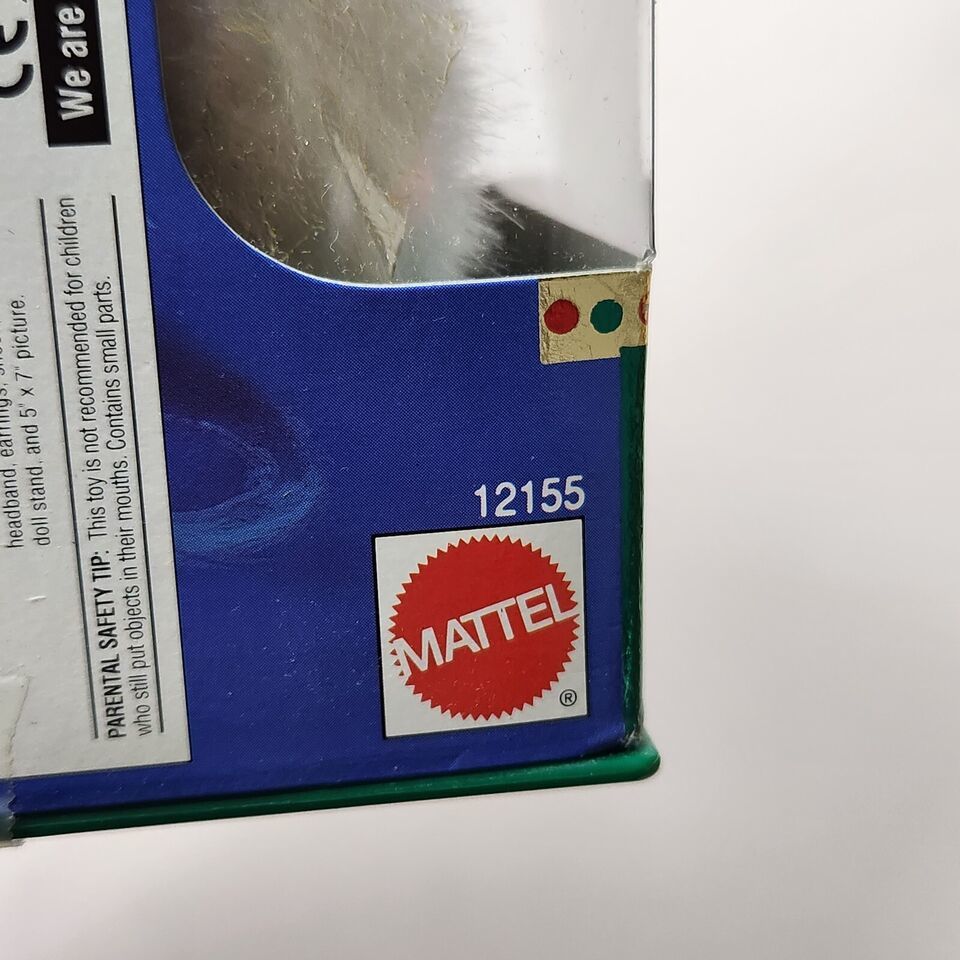 CE
We are
headband, earrings,
doll stand, and 5" x 7" picture.
PARENTAL SAFETY TIP: This toy is not recommended for children
who still put objects in their mouths. Contains small parts.
12155
MATTEL
®